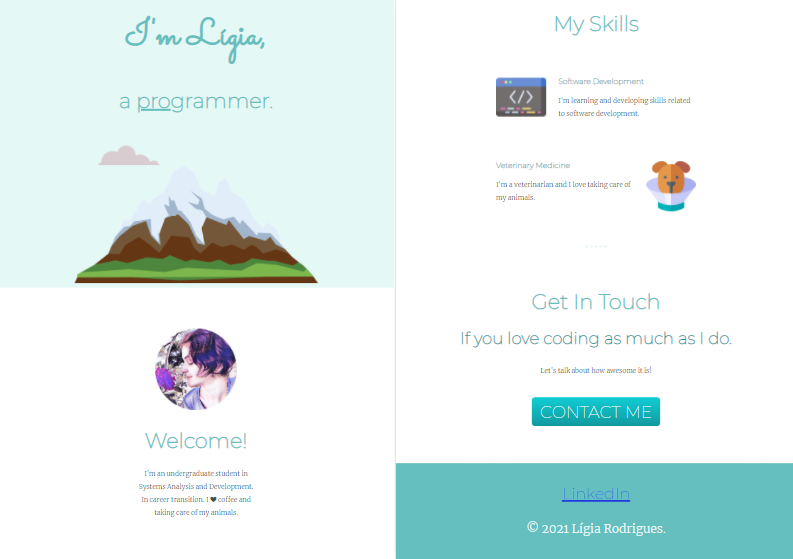 I'm Lígia,
a programmer.
Welcome!
I'm an undergraduate student in
Systems Analysis and Development.
In career transition. I ❤ coffee and
taking care of my animals.
My Skills
</>
Software Development
I'm learning and developing skills related
to software development.
Veterinary Medicine
I'm a veterinarian and I love taking care of
my animals.
Get In Touch
If you love coding as much as I do.
Let's talk about how awesome it is!
CONTACT ME
LinkedIn
© 2021 Lígia Rodrigues.